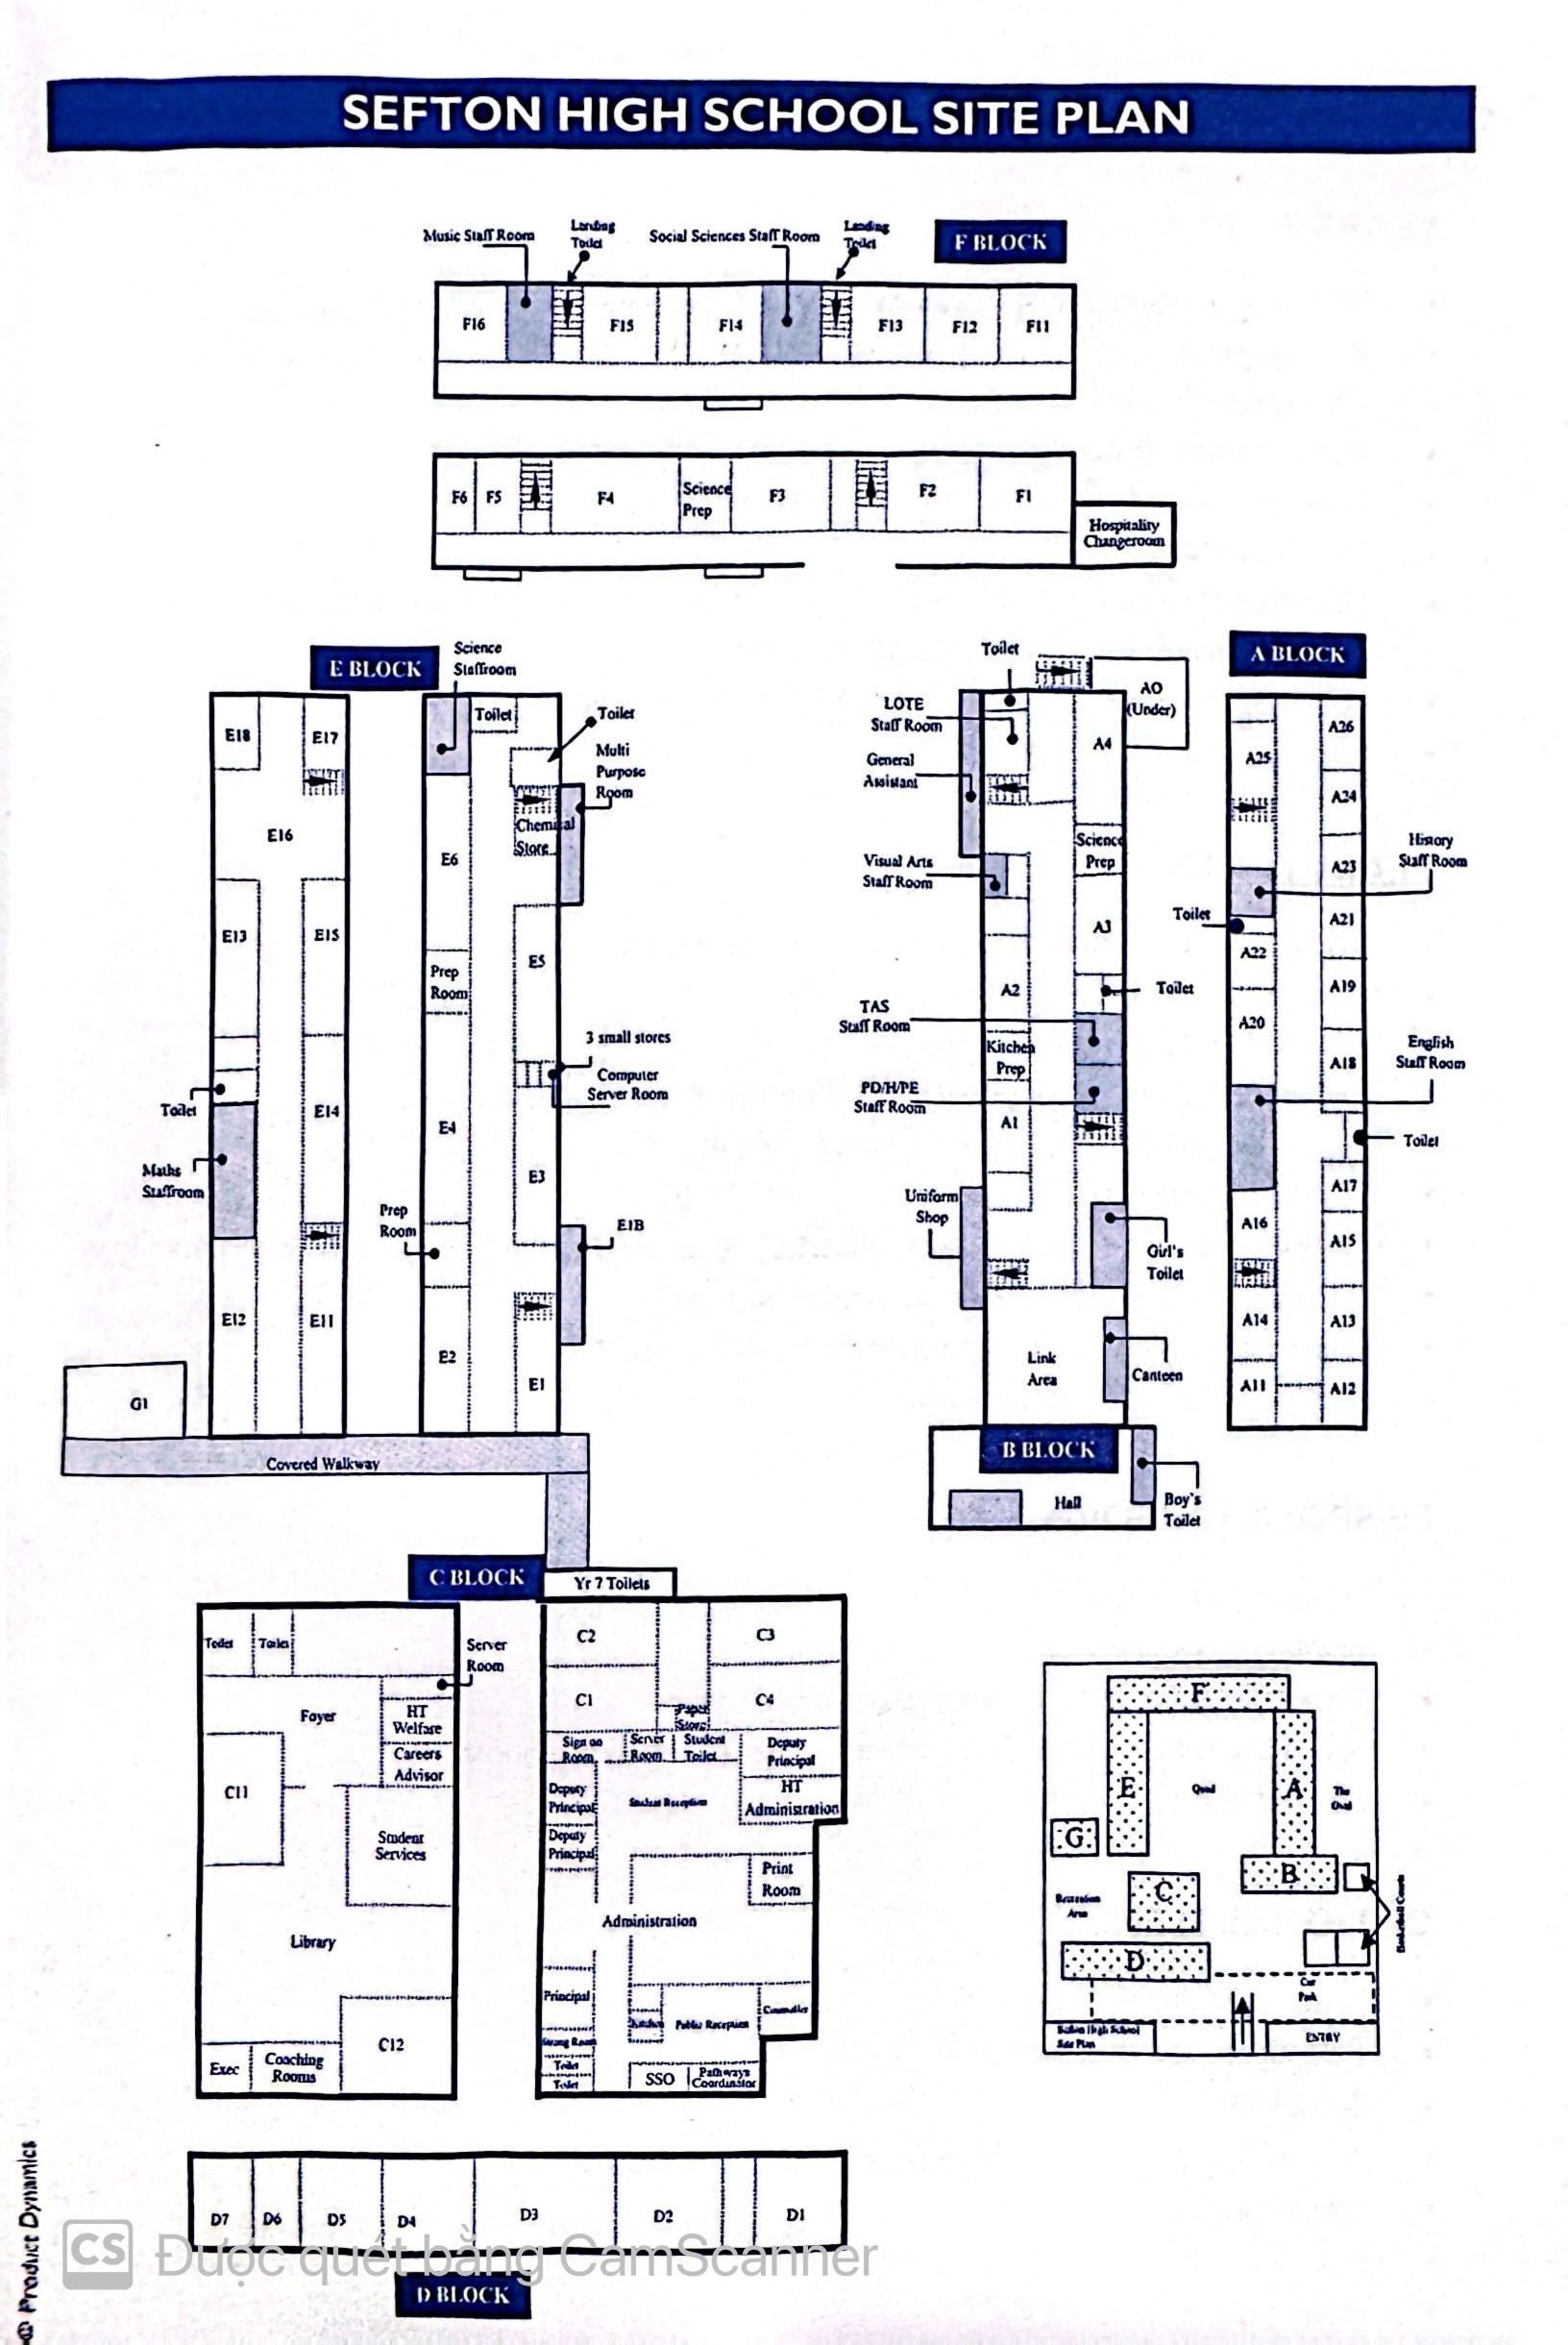 SEFTON HIGH SCHOOL SITE PLAN
Music Staff Room
Landing
Toilet
Social Sciences Staff Room
Landing
Toilet
F BLOCK
F16
F15
F14
F13
F12
F11
F6
F5
F4
Science
Prep
F3
F2
F1
Hospitality
Changeroom
E BLOCK
Science
Staffroom
E18
E17
E16
E13
E15
Toilet
E14
Maths
Staffroom
E12
E11
G1
Toilet
Toilet
Multi
Purpose
Room
Chemical
Store
E6
E5
Prep
Room
3 small stores
Computer
Server Room
E4
E3
Prep
Room
E1B
E2
E1
Covered Walkway
Toilet
AO
(Under)
LOTE
Staff Room
A4
General
Assistant
Science
Prep
Visual Arts
Staff Room
A3
A2
Toilet
TAS
Staff Room
Kitchen
Prep
PD/H/PE
Staff Room
A1
Uniform
Shop
Girl's
Toilet
Link
Area
Canteen
B BLOCK
Hall
Boy's
Toilet
A BLOCK
A26
A25
A24
History
Staff Room
A23
Toilet
A21
A22
A19
A20
English
Staff Room
A18
Toilet
A17
A16
A15
A14
A13
A11
A12
C BLOCK
Yr 7 Toilets
Toilet
Toilet
Server
Room
Foyer
HT
Welfare
Careers
Advisor
C11
Student
Services
Library
C12
Exec
Coaching
Rooms
C2
C3
C1
C4
Paper
Store
Sign on
Room
Server
Room
Student
Toilet
Deputy
Principal
Deputy
Principal
Student Reception
HT
Administration
Deputy
Principal
Print
Room
Administration
Principal
Kitchen
Public Reception
Counsellor
Strong Room
Toilet
Toilet
SSO
Pathways
Coordinator
F
E
Quad
A
The
Oval
G
B
C
Recreation
Area
Basketball Courts
D
Car
Park
Sefton High School
Site Plan
ENTRY
D7
D6
D5
D4
D3
D2
D1
D BLOCK
© Product Dynamics
CS Được quét bằng CamScanner